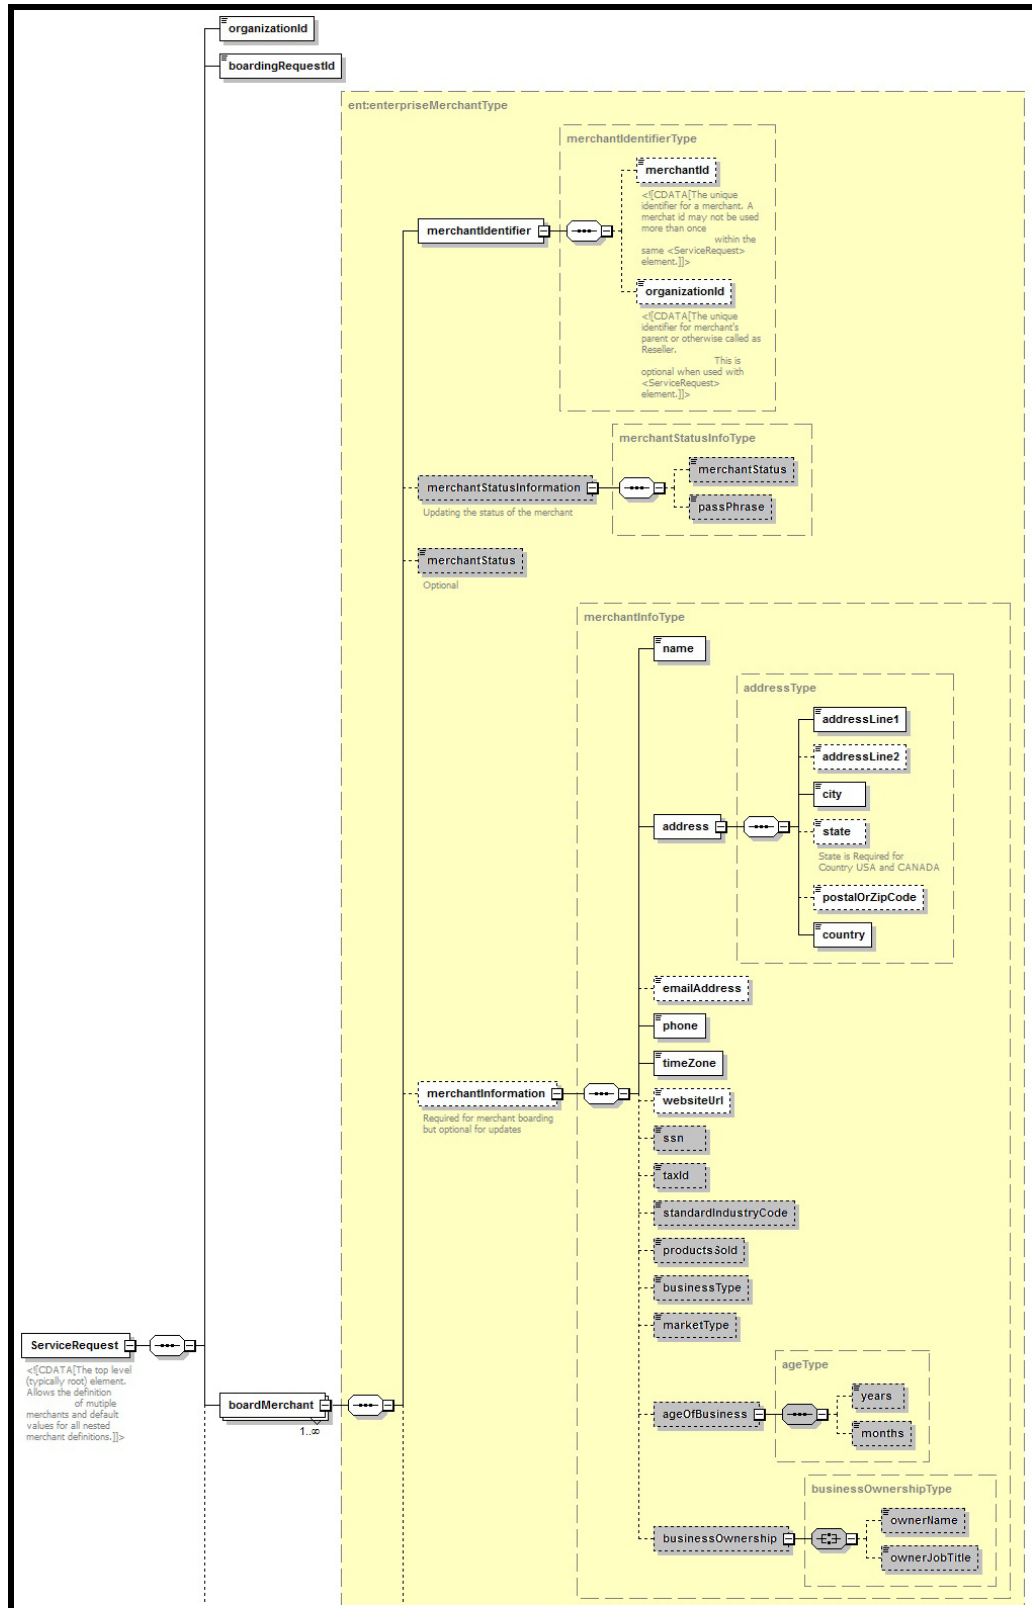 organizationId
boardingRequestId
ent:enterpriseMerchantType
merchantIdentifierType
merchantId
<![CDATA[The unique
identifier for a merchant. A
merchat id may not be used
more than once
within the
same <ServiceRequest>
element.]]>
merchantIdentifier
organizationId
<![CDATA[The unique
identifier for merchant's
parent or otherwise called as
Reseller.
This is
optional when used with
<ServiceRequest>
element.]]>
merchantStatusInfoType
merchantStatus
merchantStatusInformation
Updating the status of the merchant
passPhrase
merchantStatus
Optional
merchantInfoType
name
addressType
addressLine1
addressLine2
city
address
state
State is Required for
Country USA and CANADA
postalOrZipCode
country
emailAddress
phone
timeZone
merchantInformation
Required for merchant boarding
but optional for updates
websiteUrl
ssn
taxId
standardIndustryCode
productsSold
businessType
marketType
ServiceRequest
<![CDATA[The top level
(typically root) element.
Allows the definition
of mutiple
merchants and default
values for all nested
merchant definitions.]]>
boardMerchant
1..∞
ageType
years
ageOfBusiness
months
businessOwnershipType
ownerName
businessOwnership
ownerJobTitle